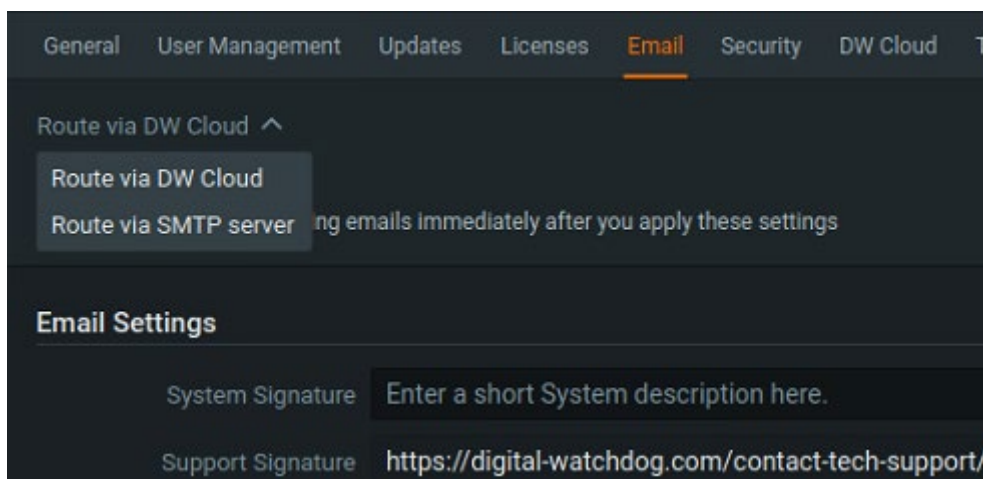 General User Management Updates Licenses Email Security DW Cloud
Route via DW Cloud
Route via DW Cloud
Route via SMTP server ng emails immediately after you apply these settings
Email Settings
System Signature Enter a short System description here.
Support Signature https://digital-watchdog.com/contact-tech-support/